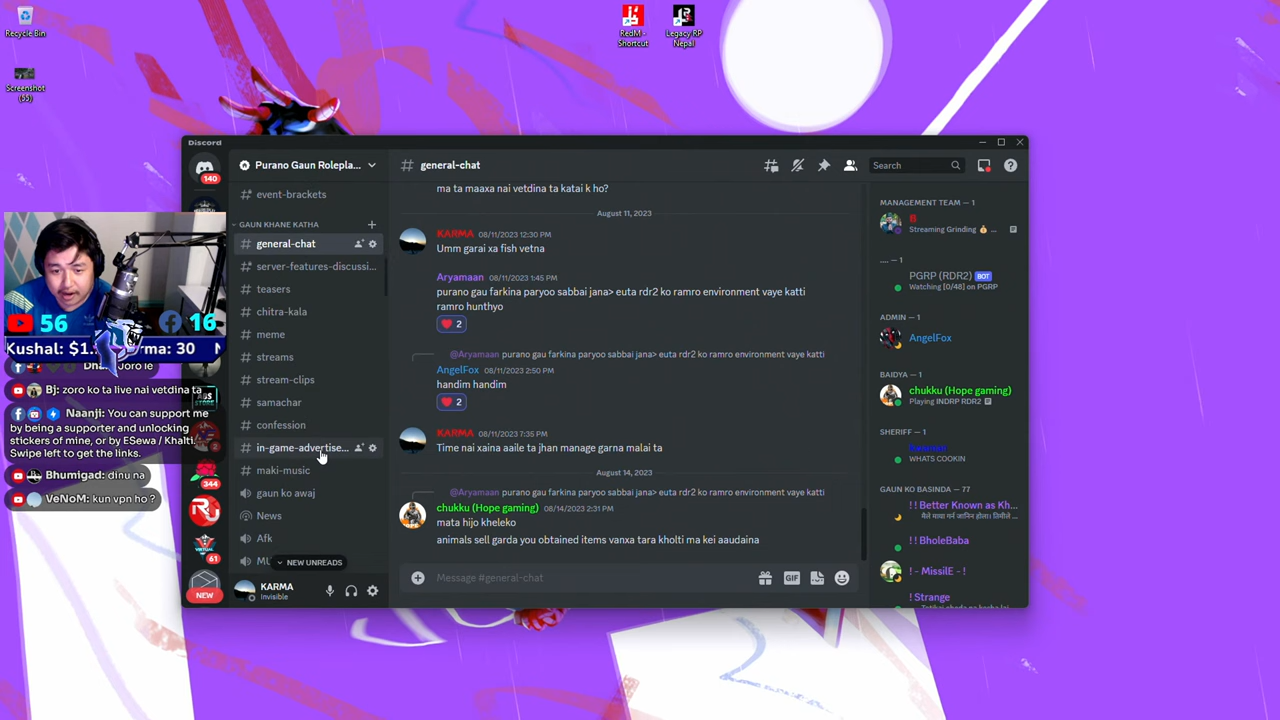 Recycle Bin
Screenshot
(55)
RedM -
Shortcut
Legacy RP
Nepal
Discord
140
Purano Gaun Rolepla...
general-chat
Search
event-brackets
GAUN KHANE KATHA
general-chat
server-features-discussi...
teasers
chitra-kala
meme
streams
stream-clips
samachar
confession
in-game-advertise...
maki-music
gaun ko awaj
News
Afk
NEW UNREADS
KARMA
Invisible
2
344
61
NEW
ma ta maaxa nai vetdina ta katai k ho?
August 11, 2023
KARMA 08/11/2023 12:30 PM
Umm garai xa fish vetna
Aryamaan 08/11/2023 1:45 PM
purano gau farkina paryoo sabbai jana> euta rdr2 ko ramro environment vaye katti
ramro hunthyo
2
@Aryamaan purano gau farkina paryoo sabbai jana> euta rdr2 ko ramro environment vaye katti
AngelFox 08/11/2023 2:50 PM
handim handim
2
KARMA 08/11/2023 7:35 PM
Time nai xaina aaile ta jhan manage garna malai ta
August 14, 2023
@Aryamaan purano gau farkina paryoo sabbai jana> euta rdr2 ko ramro environment vaye katti
chukku (Hope gaming) 08/14/2023 2:31 PM
mata hijo kheleko
animals sell garda you obtained items vanxa tara kholti ma kei aaudaina
Message #general-chat
GIF
MANAGEMENT TEAM — 1
Streaming Grinding ...
.... — 1
PGRP (RDR2) BOT
Watching [0/48] on PGRP
ADMIN — 1
AngelFox
BAIDYA — 1
chukku (Hope gaming)
Playing INDRP RDR2
SHERIFF — 1
WHATS COOKIN
GAUN KO BASINDA — 77
! ! Better Known as Kh...
! ! BholeBaba
! - MissilE - !
! Strange
56
16
Kushal: $1.
rma: 30
Doro le
Bj: zoro ko ta live nai vetdina ta
Naanji: You can support me
by being a supporter and unlocking
stickers of mine, or by ESewa / Khalti.
Swipe left to get the links.
Bhumigad: dinu na
VeNoM: kun vpn ho ?